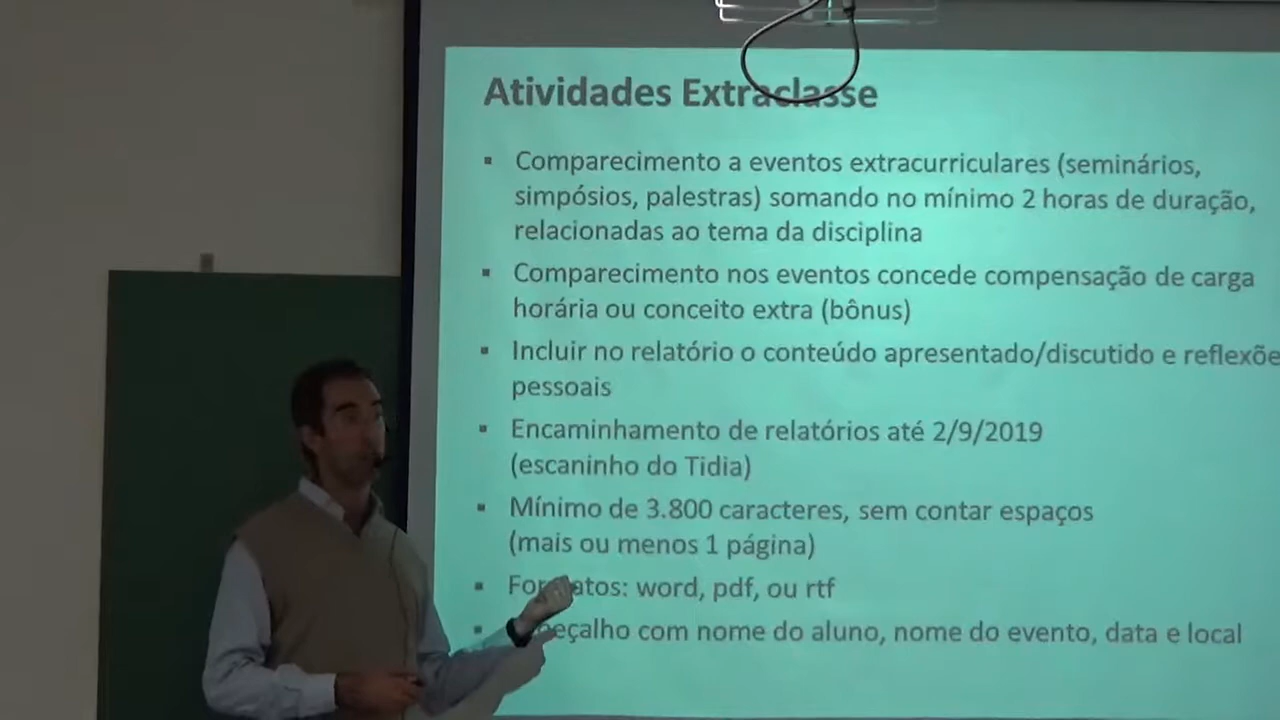 Atividades Extraclasse
▪ Comparecimento a eventos extracurriculares (seminários,
simpósios, palestras) somando no mínimo 2 horas de duração,
relacionadas ao tema da disciplina
▪ Comparecimento nos eventos concede compensação de carga
horária ou conceito extra (bônus)
▪ Incluir no relatório o conteúdo apresentado/discutido e reflexõe
pessoais
▪ Encaminhamento de relatórios até 2/9/2019
(escaninho do Tidia)
▪ Mínimo de 3.800 caracteres, sem contar espaços
(mais ou menos 1 página)
▪ Formatos: word, pdf, ou rtf
▪ eçalho com nome do aluno, nome do evento, data e local